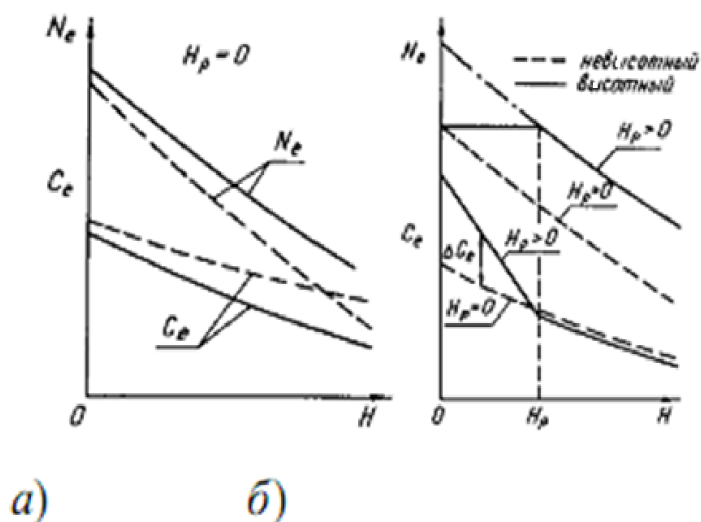 Nₑ
Hₚ = 0
Nₑ
Cₑ
Cₑ
0
H
Nₑ
невысотный
высотный
Hₚ>0
Hₚ=0
Cₑ
ΔCₑ
Hₚ>0
Hₚ=0
0
Hₚ
H
а)
б)